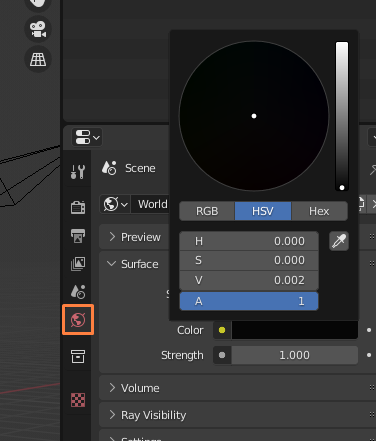 Scene
World
RGB HSV Hex
Preview
H 0.000
Surface
S 0.000
V 0.002
A 1
Color
Strength 1.000
Volume
Ray Visibility
Settings